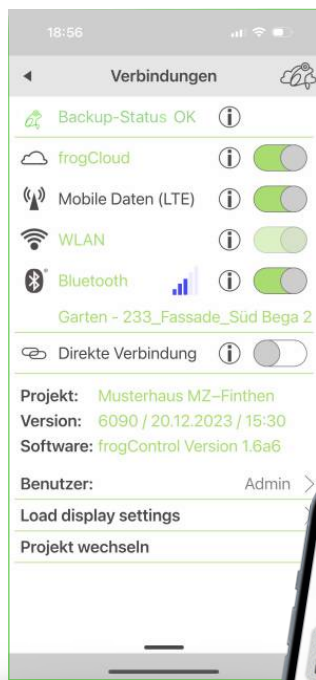 18:56
Verbindungen
Backup-Status OK
frogCloud
Mobile Daten (LTE)
WLAN
Bluetooth
Garten - 233_Fassade_Süd Bega 2
Direkte Verbindung
Projekt: Musterhaus MZ-Finthen
Version: 6090 / 20.12.2023 / 15:30
Software: frogControl Version 1.6a6
Benutzer: Admin
Load display settings
Projekt wechseln